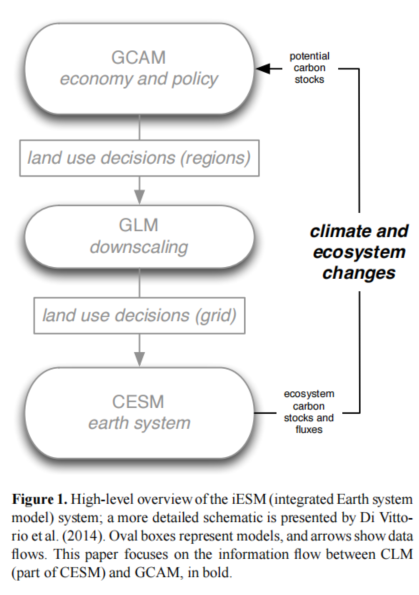 GCAM
economy and policy
potential
carbon
stocks
land use decisions (regions)
GLM
downscaling
climate and
ecosystem
changes
land use decisions (grid)
CESM
earth system
ecosystem
carbon
stocks and
fluxes
Figure 1. High-level overview of the iESM (integrated Earth system
model) system; a more detailed schematic is presented by Di Vitto-
rio et al. (2014). Oval boxes represent models, and arrows show data
flows. This paper focuses on the information flow between CLM
(part of CESM) and GCAM, in bold.